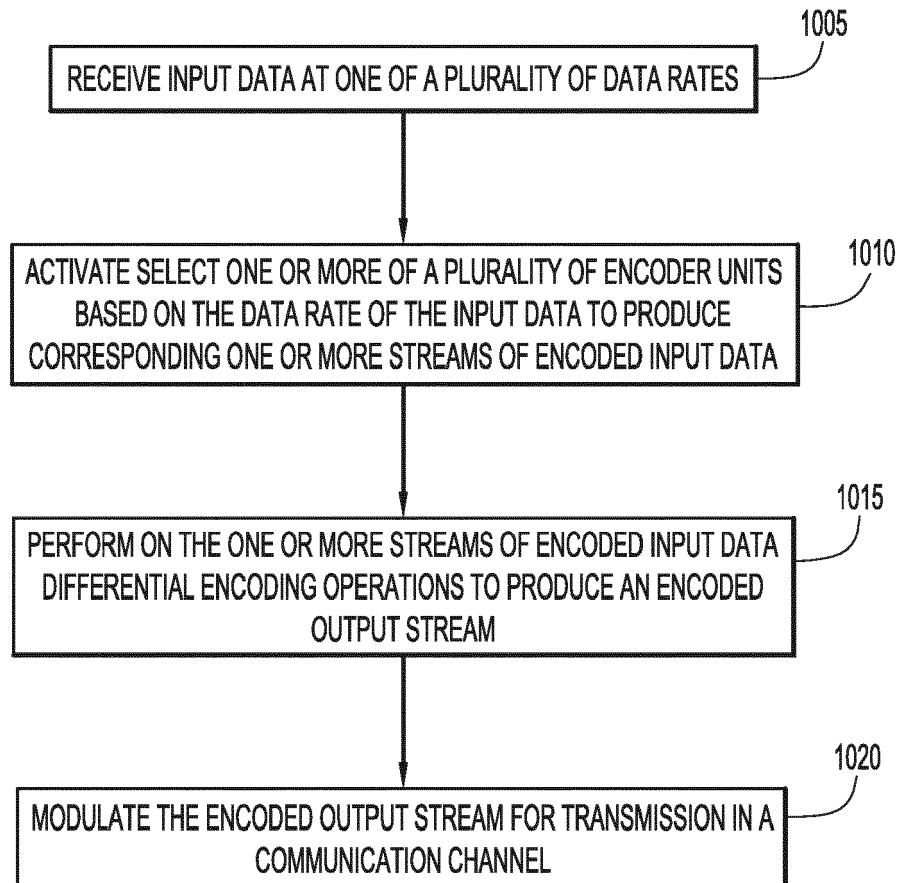 1005
RECEIVE INPUT DATA AT ONE OF A PLURALITY OF DATA RATES
1010
ACTIVATE SELECT ONE OR MORE OF A PLURALITY OF ENCODER UNITS
BASED ON THE DATA RATE OF THE INPUT DATA TO PRODUCE
CORRESPONDING ONE OR MORE STREAMS OF ENCODED INPUT DATA
1015
PERFORM ON THE ONE OR MORE STREAMS OF ENCODED INPUT DATA
DIFFERENTIAL ENCODING OPERATIONS TO PRODUCE AN ENCODED
OUTPUT STREAM
1020
MODULATE THE ENCODED OUTPUT STREAM FOR TRANSMISSION IN A
COMMUNICATION CHANNEL